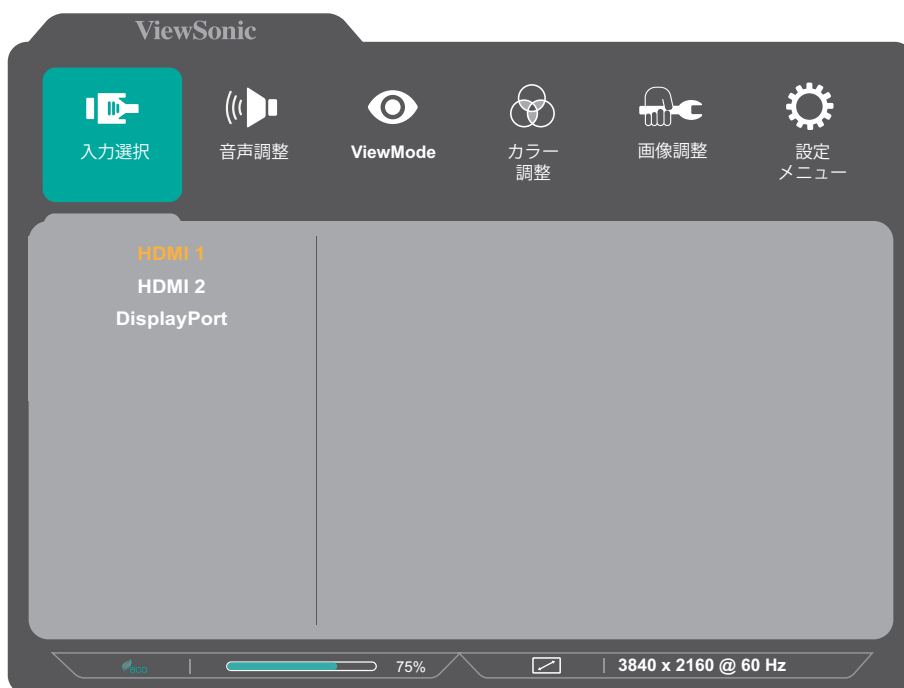 ViewSonic
入力選択
音声調整
ViewMode
カラー
調整
画像調整
設定
メニュー
HDMI 1
HDMI 2
DisplayPort
eco
75%
3840 x 2160 @ 60 Hz